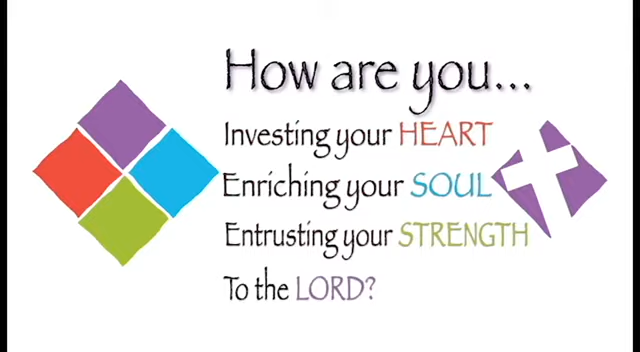 How are you...
Investing your HEART
Enriching your SOUL
Entrusting your STRENGTH
To the LORD?